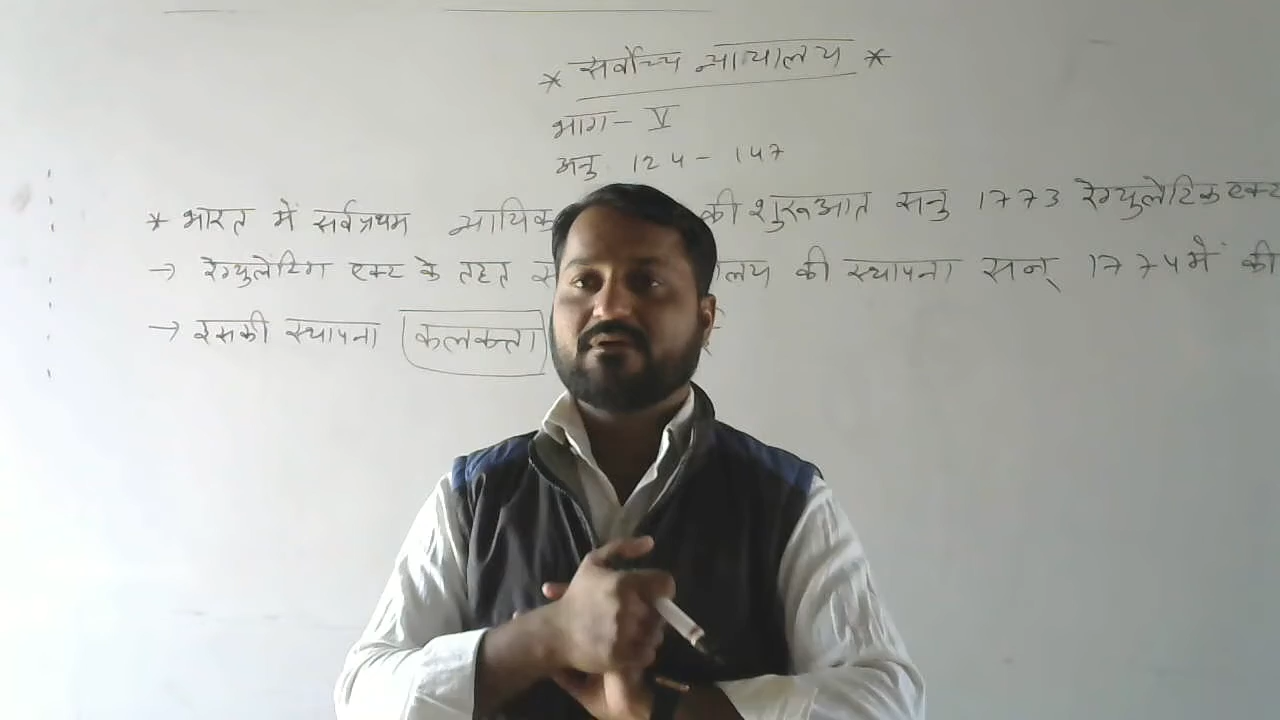 * सर्वोच्य न्यायालय *
भाग - V
अनु. 124 - 147
* भारत में सर्वप्रथम न्यायिक की शुरूआत सनु 1773 रेग्युलेटिक एक्ट
→ रेग्युलेटिग एक्ट के तहत की स्थापना सन् 1774 में की
→ इसकी स्थापना कलकत्ता